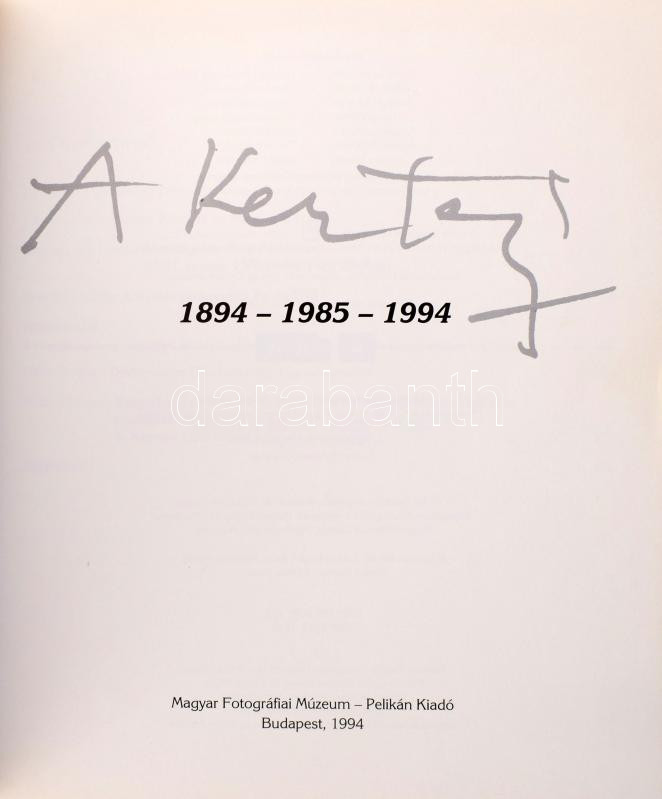 A Kertész
1894 – 1985 – 1994
darabanth
Magyar Fotográfiai Múzeum – Pelikán Kiadó
Budapest, 1994